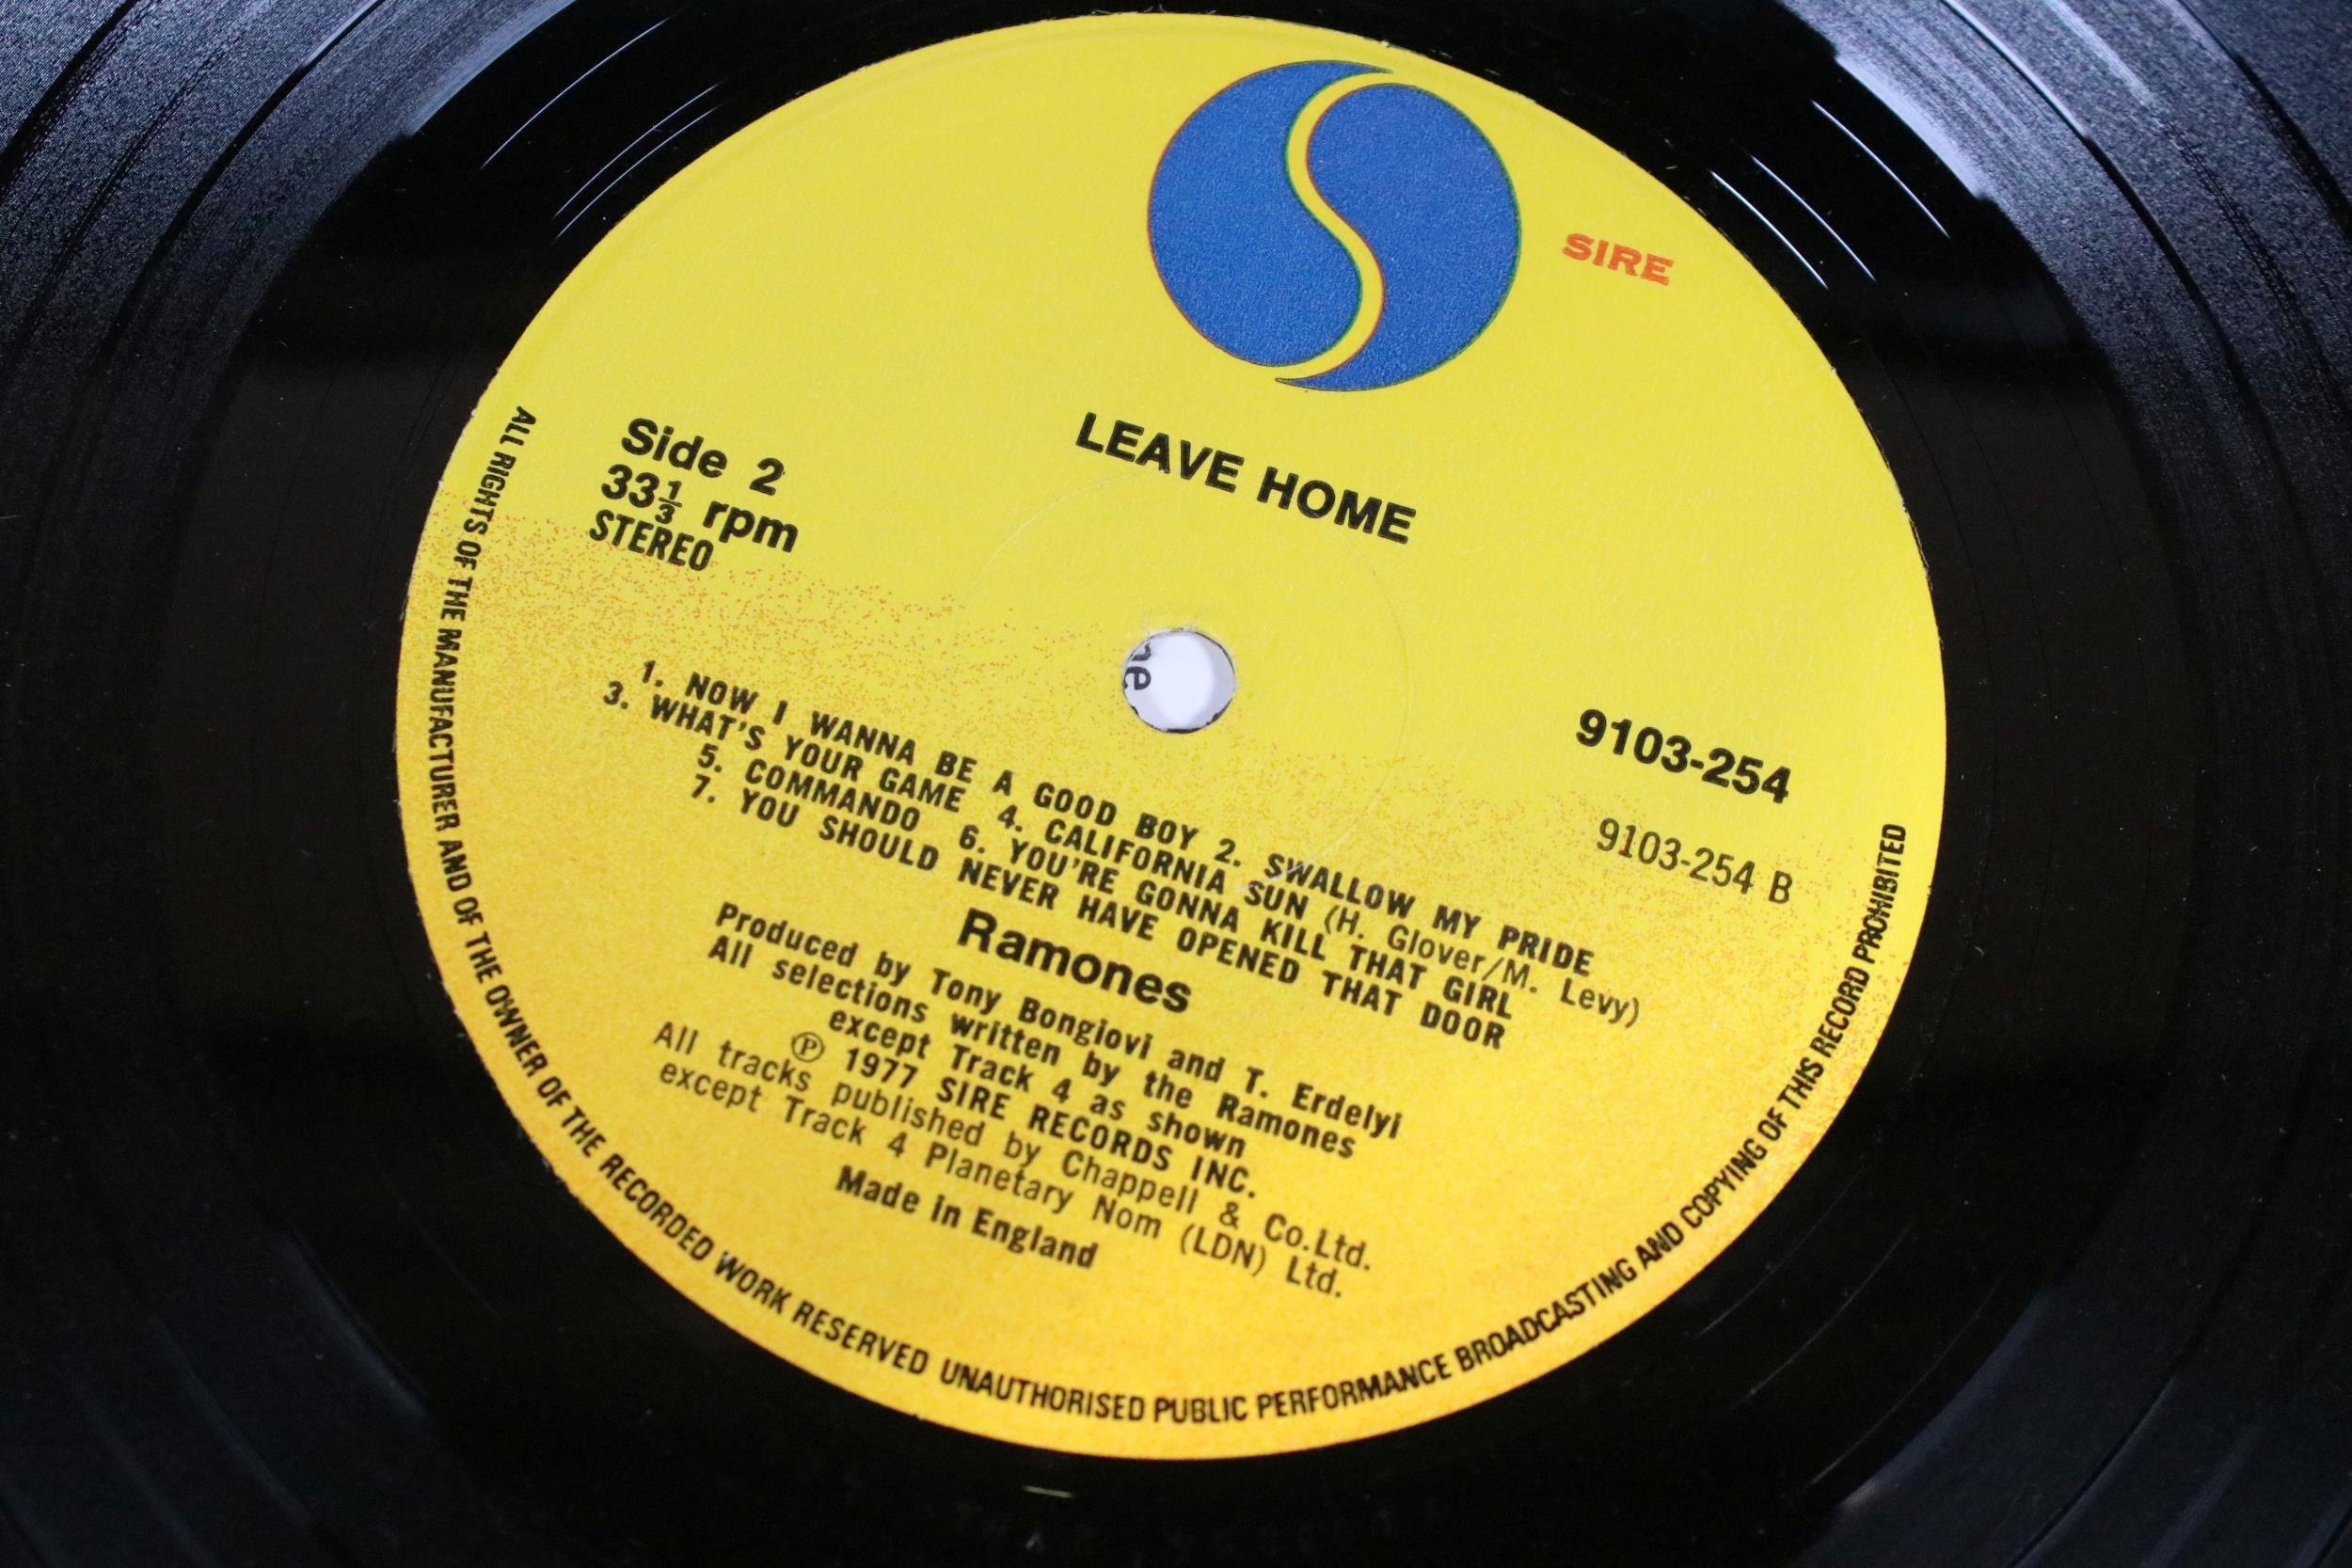 SIRE
LEAVE HOME
Side 2
33⅓ rpm
STEREO
9103-254
9103-254 B
1. NOW I WANNA BE A GOOD BOY 2. SWALLOW MY PRIDE
3. WHAT'S YOUR GAME 4. CALIFORNIA SUN (H. Glover/M. Levy)
5. COMMANDO 6. YOU'RE GONNA KILL THAT GIRL
7. YOU SHOULD NEVER HAVE OPENED THAT DOOR
Ramones
Produced by Tony Bongiovi and T. Erdelyi
All selections written by the Ramones
except Track 4 as shown
℗ 1977 SIRE RECORDS INC.
All tracks published by Chappell & Co.Ltd.
except Track 4 Planetary Nom (LDN) Ltd.
Made in England
ALL RIGHTS OF THE MANUFACTURER AND OF THE OWNER OF THE RECORDED WORK RESERVED UNAUTHORISED PUBLIC PERFORMANCE BROADCASTING AND COPYING OF THIS RECORD PROHIBITED